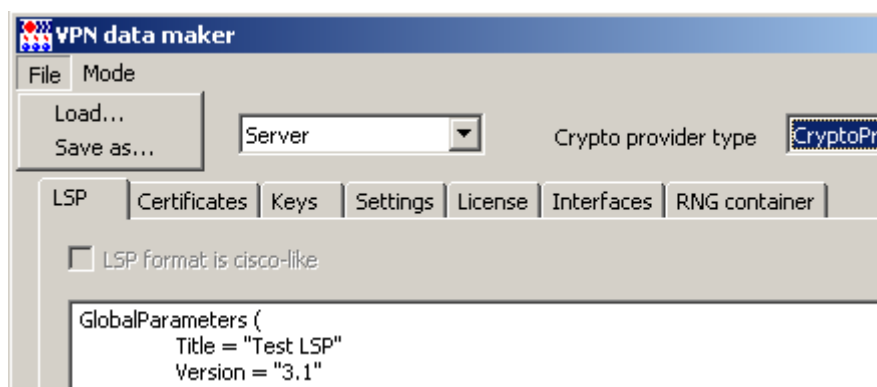 VPN data maker
File Mode
Load...
Save as...
Server Crypto provider type CryptoPr
LSP Certificates Keys Settings License Interfaces RNG container
LSP format is cisco-like
GlobalParameters (
Title = "Test LSP"
Version = "3.1"